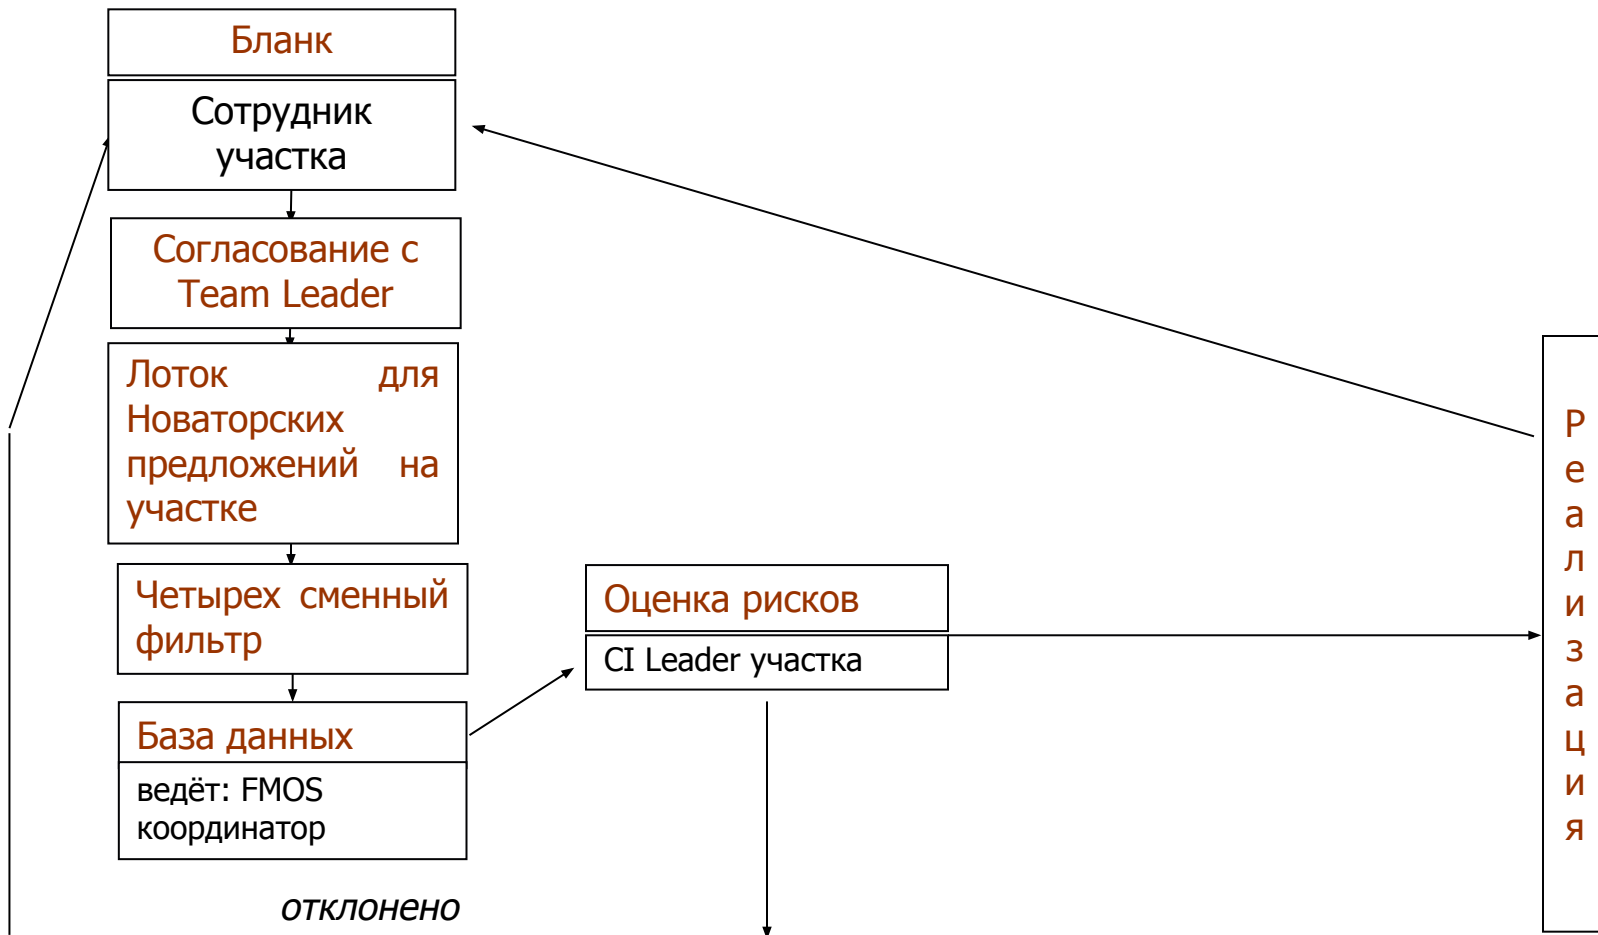 Бланк
Сотрудник
участка
Согласование с
Team Leader
Лоток для
Новаторских
предложений на
участке
Четырех сменный
фильтр
База данных
ведёт: FMOS
координатор
отклонено
Оценка рисков
CI Leader участка
Р
е
а
л
и
з
а
ц
и
я